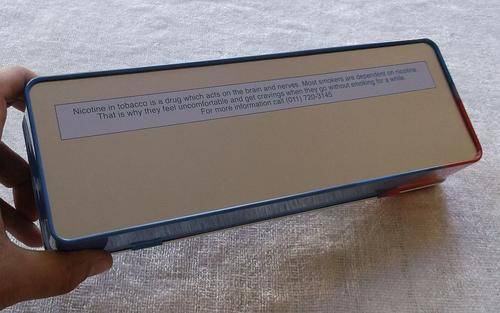 Nicotine in tobacco is a drug which acts on the brain and nerves. Most smokers are dependent on nicotine.
That is why they feel uncomfortable and get cravings when they go without smoking for a while.
For more information call (011) 720-3145